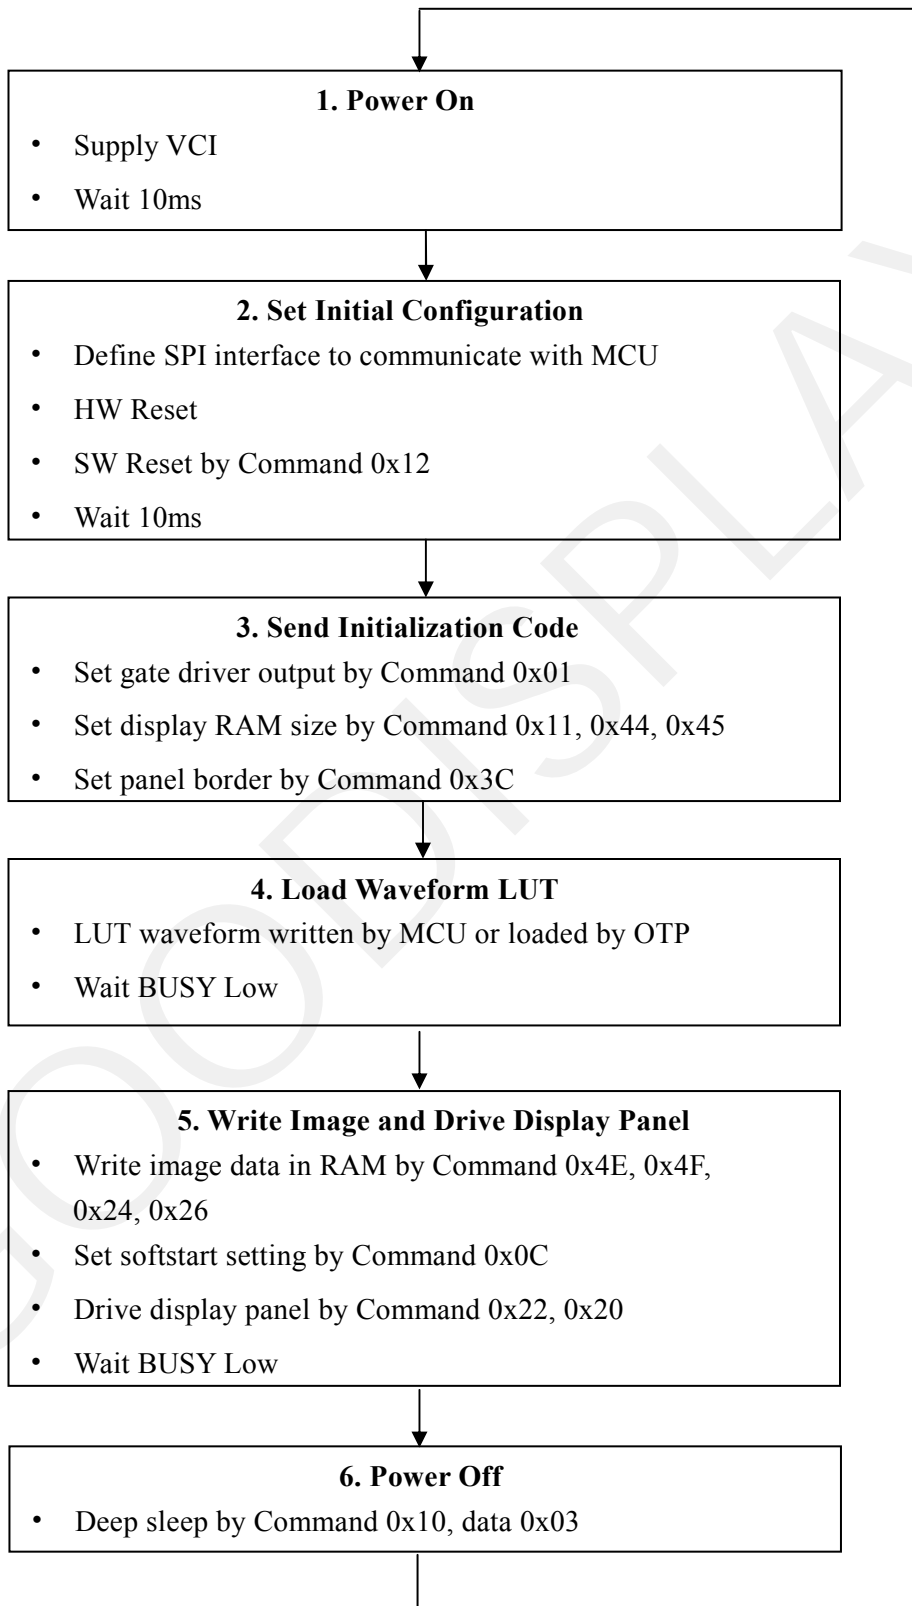 1. Power On
• Supply VCI
• Wait 10ms
2. Set Initial Configuration
• Define SPI interface to communicate with MCU
• HW Reset
• SW Reset by Command 0x12
• Wait 10ms
3. Send Initialization Code
• Set gate driver output by Command 0x01
• Set display RAM size by Command 0x11, 0x44, 0x45
• Set panel border by Command 0x3C
4. Load Waveform LUT
• LUT waveform written by MCU or loaded by OTP
• Wait BUSY Low
5. Write Image and Drive Display Panel
• Write image data in RAM by Command 0x4E, 0x4F,
0x24, 0x26
• Set softstart setting by Command 0x0C
• Drive display panel by Command 0x22, 0x20
• Wait BUSY Low
6. Power Off
• Deep sleep by Command 0x10, data 0x03
GOODISPLAY